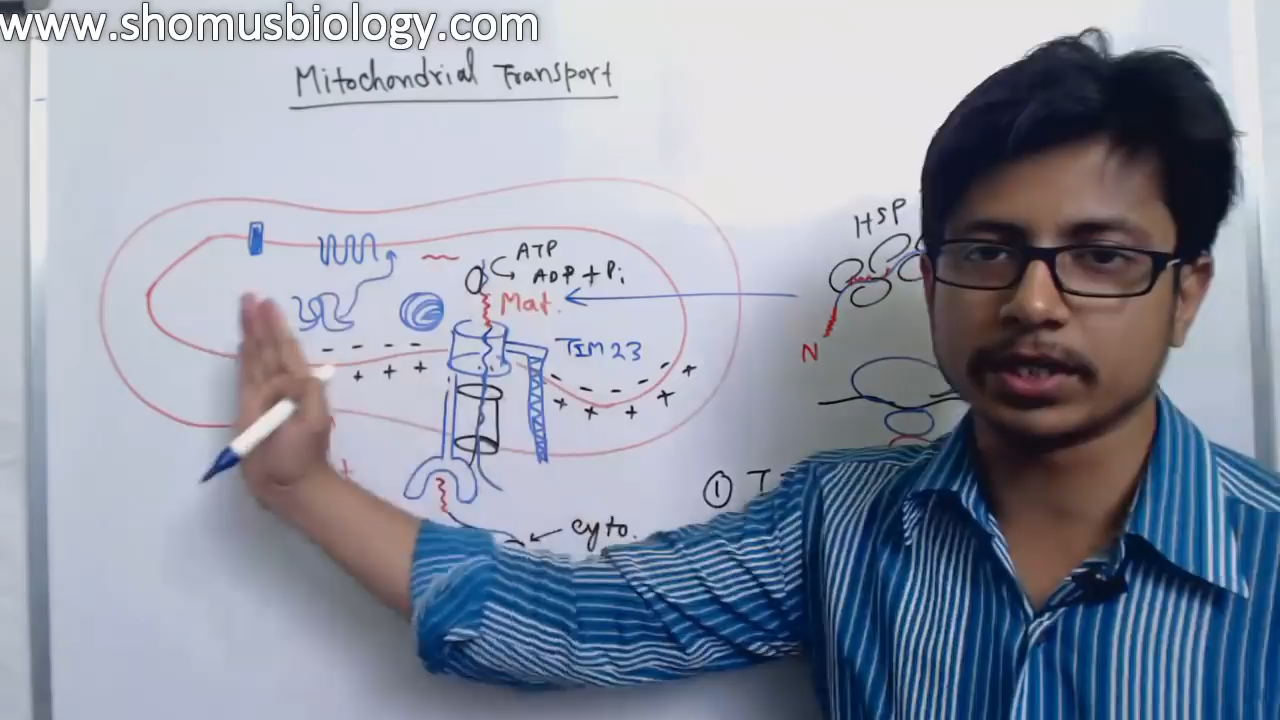 www.shomusbiology.com
Mitochondrial Transport
HSP
ATP
ADP + Pi
Mat.
N
TIM23
- - - - - - - -
+ + + + + + +
① T
cyto.